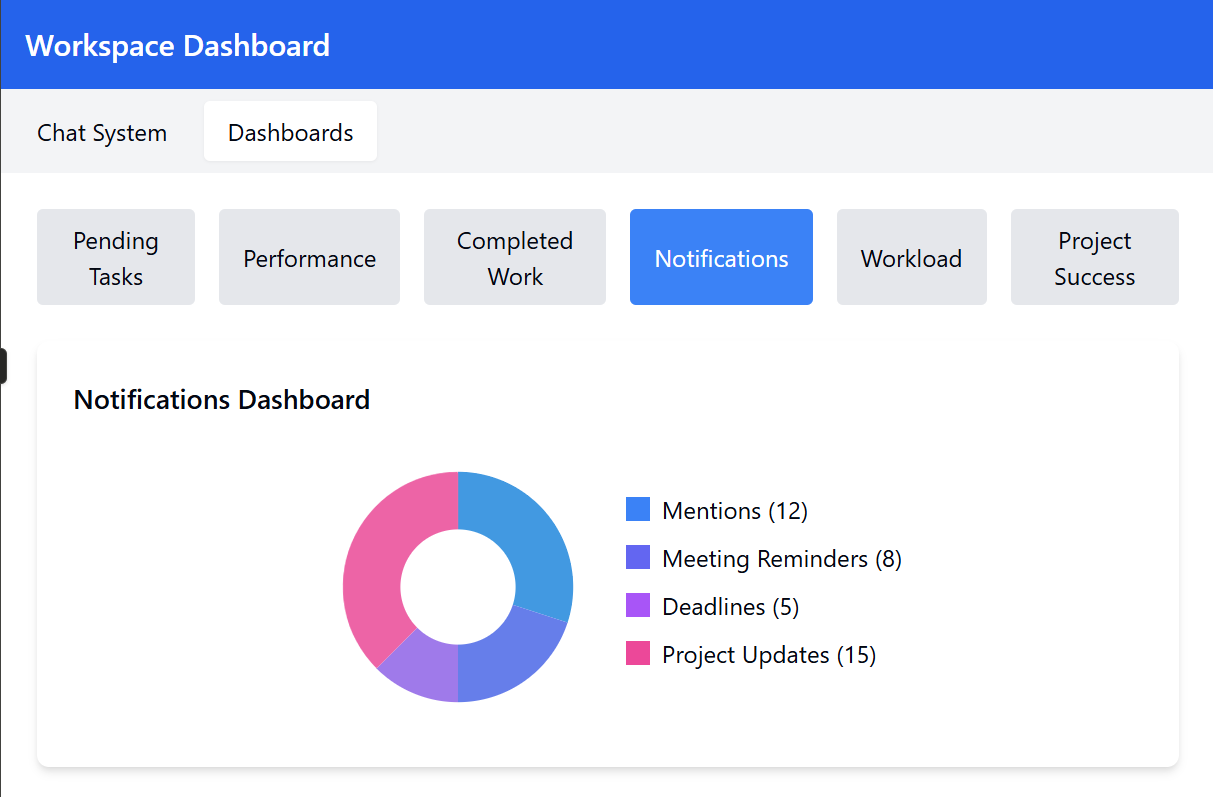 Workspace Dashboard
Chat System
Dashboards
Pending
Tasks
Performance
Completed
Work
Notifications
Workload
Project
Success
Notifications Dashboard
Mentions (12)
Meeting Reminders (8)
Deadlines (5)
Project Updates (15)